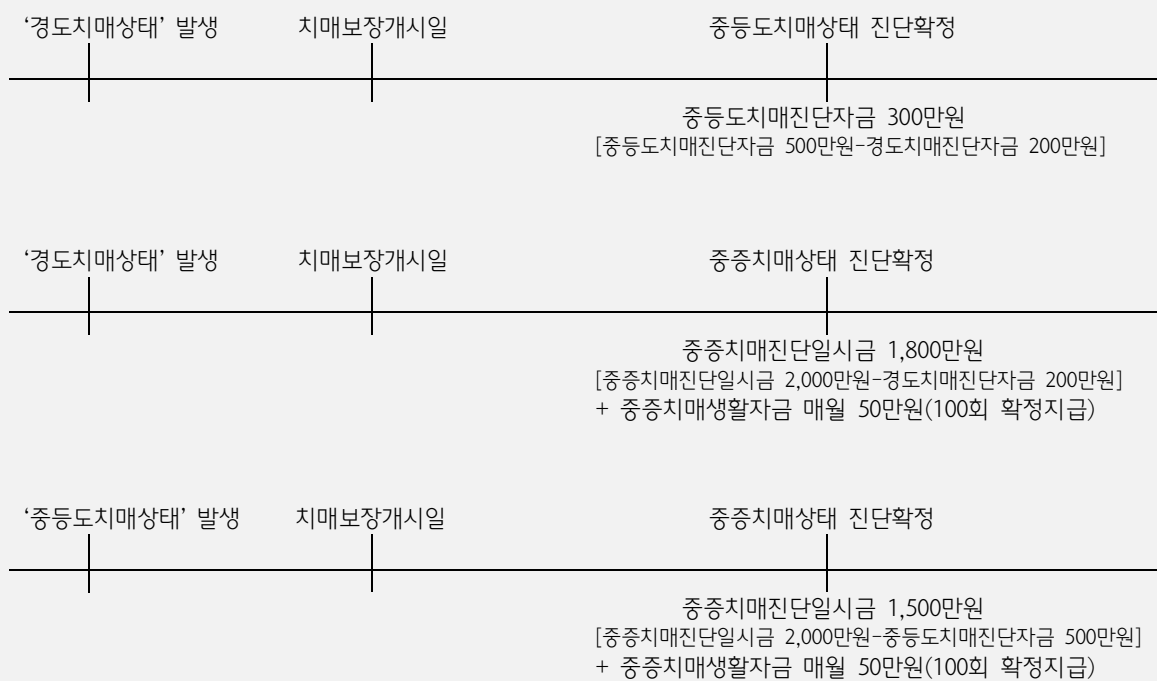 ‘경도치매상태’ 발생 치매보장개시일 중등도치매상태 진단확정
중등도치매진단자금 300만원
[중등도치매진단자금 500만원-경도치매진단자금 200만원]
‘경도치매상태’ 발생 치매보장개시일 중증치매상태 진단확정
중증치매진단일시금 1,800만원
[중증치매진단일시금 2,000만원-경도치매진단자금 200만원]
+ 중증치매생활자금 매월 50만원(100회 확정지급)
‘중등도치매상태’ 발생 치매보장개시일 중증치매상태 진단확정
중증치매진단일시금 1,500만원
[중증치매진단일시금 2,000만원-중등도치매진단자금 500만원]
+ 중증치매생활자금 매월 50만원(100회 확정지급)